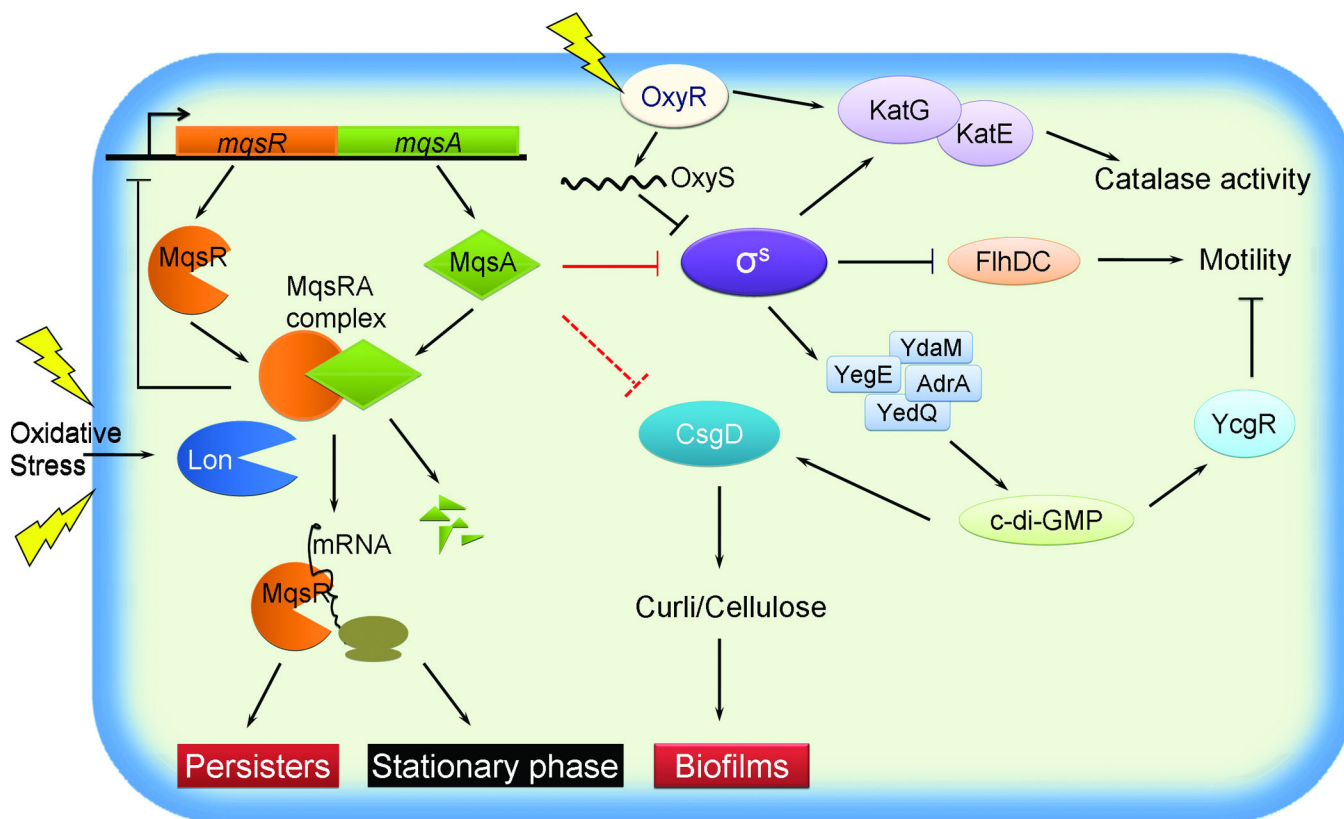 OxyR
KatG
KatE
mqsR
mqsA
OxyS
Catalase activity
MqsR
MqsA
σˢ
FlhDC
Motility
MqsRA
complex
YdaM
YegE
AdrA
YedQ
YcgR
CsgD
Oxidative
Stress
Lon
c-di-GMP
mRNA
MqsR
Curli/Cellulose
Persisters
Stationary phase
Biofilms